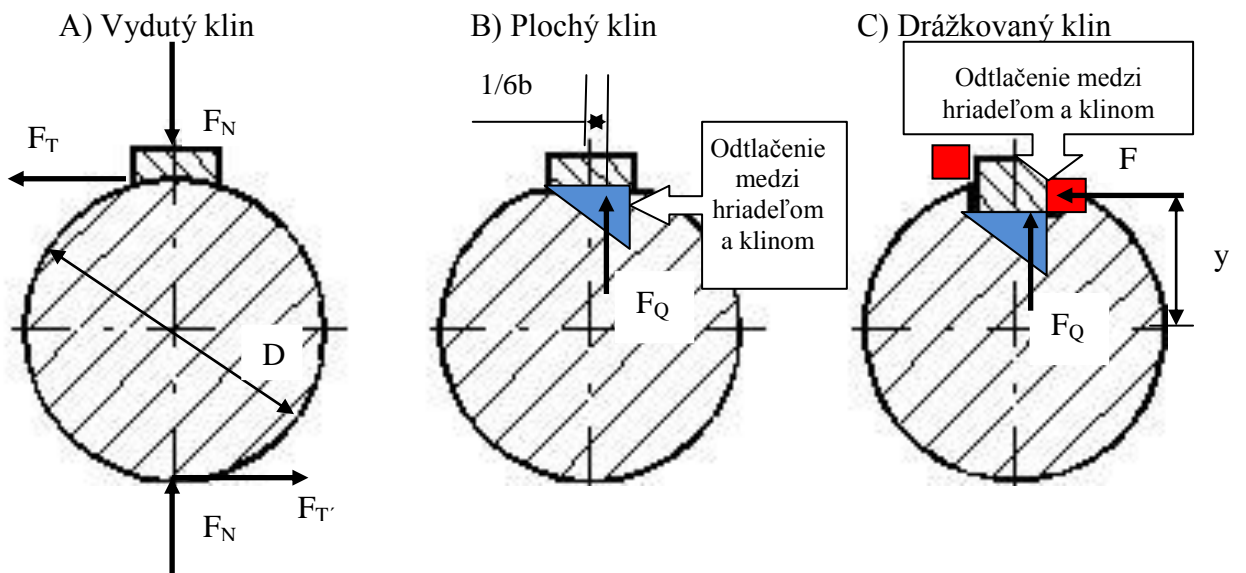 A) Vydutý klin
F_N
F_T
D
F_T´
F_N
B) Plochý klin
1/6b
Odtlačenie
medzi
hriadeľom
a klinom
F_Q
C) Drážkovaný klin
Odtlačenie medzi
hriadeľom a klinom
F
y
F_Q